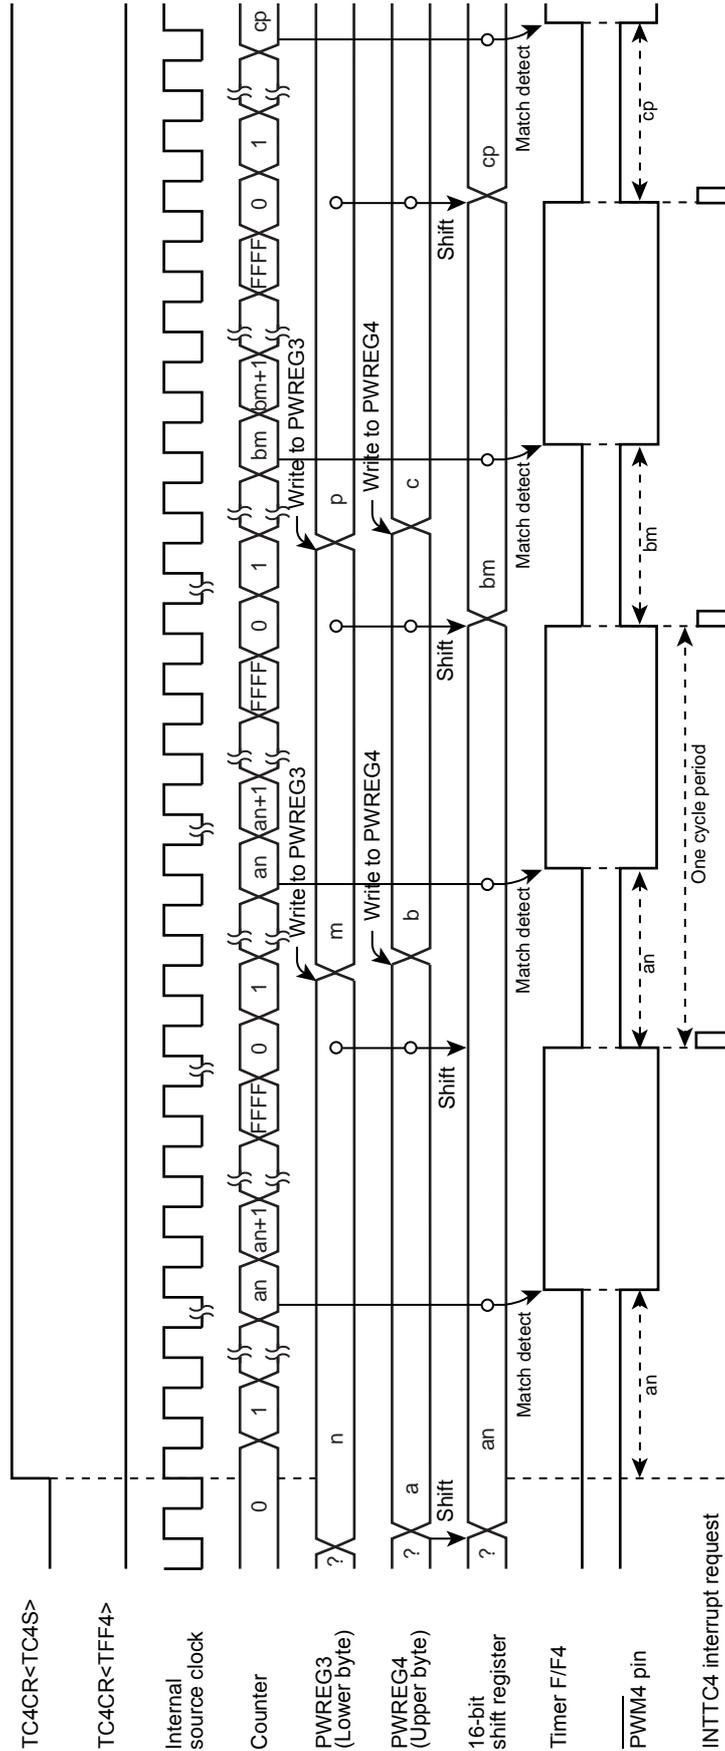 TC4CR<TC4S>
TC4CR<TFF4>
Internal
source clock
Counter
0 1 an an+1 FFFF 0 1 an an+1 FFFF 0 1 bm bm+1 FFFF 0 1 cp
Write to PWREG3
Write to PWREG3
PWREG3
(Lower byte)
? n m p
Write to PWREG4
Write to PWREG4
PWREG4
(Upper byte)
? a b c
Shift
Shift
Shift
Shift
16-bit
shift register
? an bm cp
Match detect
Match detect
Match detect
Match detect
Timer F/F4
PWM4 pin
an an bm cp
One cycle period
INTTC4 interrupt request